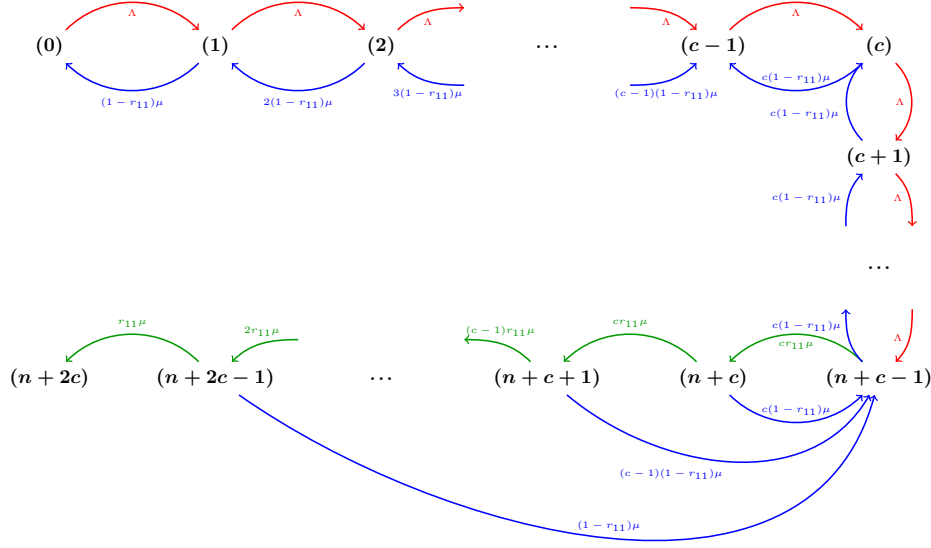 Λ Λ Λ Λ Λ
(0) (1) (2) ... (c − 1) (c)
(1 − r₁₁)μ 2(1 − r₁₁)μ 3(1 − r₁₁)μ (c − 1)(1 − r₁₁)μ c(1 − r₁₁)μ
c(1 − r₁₁)μ Λ
(c + 1)
c(1 − r₁₁)μ Λ
...
r₁₁μ 2r₁₁μ (c − 1)r₁₁μ cr₁₁μ c(1 − r₁₁)μ Λ
cr₁₁μ
(n + 2c) (n + 2c − 1) ... (n + c + 1) (n + c) (n + c − 1)
c(1 − r₁₁)μ
(c − 1)(1 − r₁₁)μ
(1 − r₁₁)μ